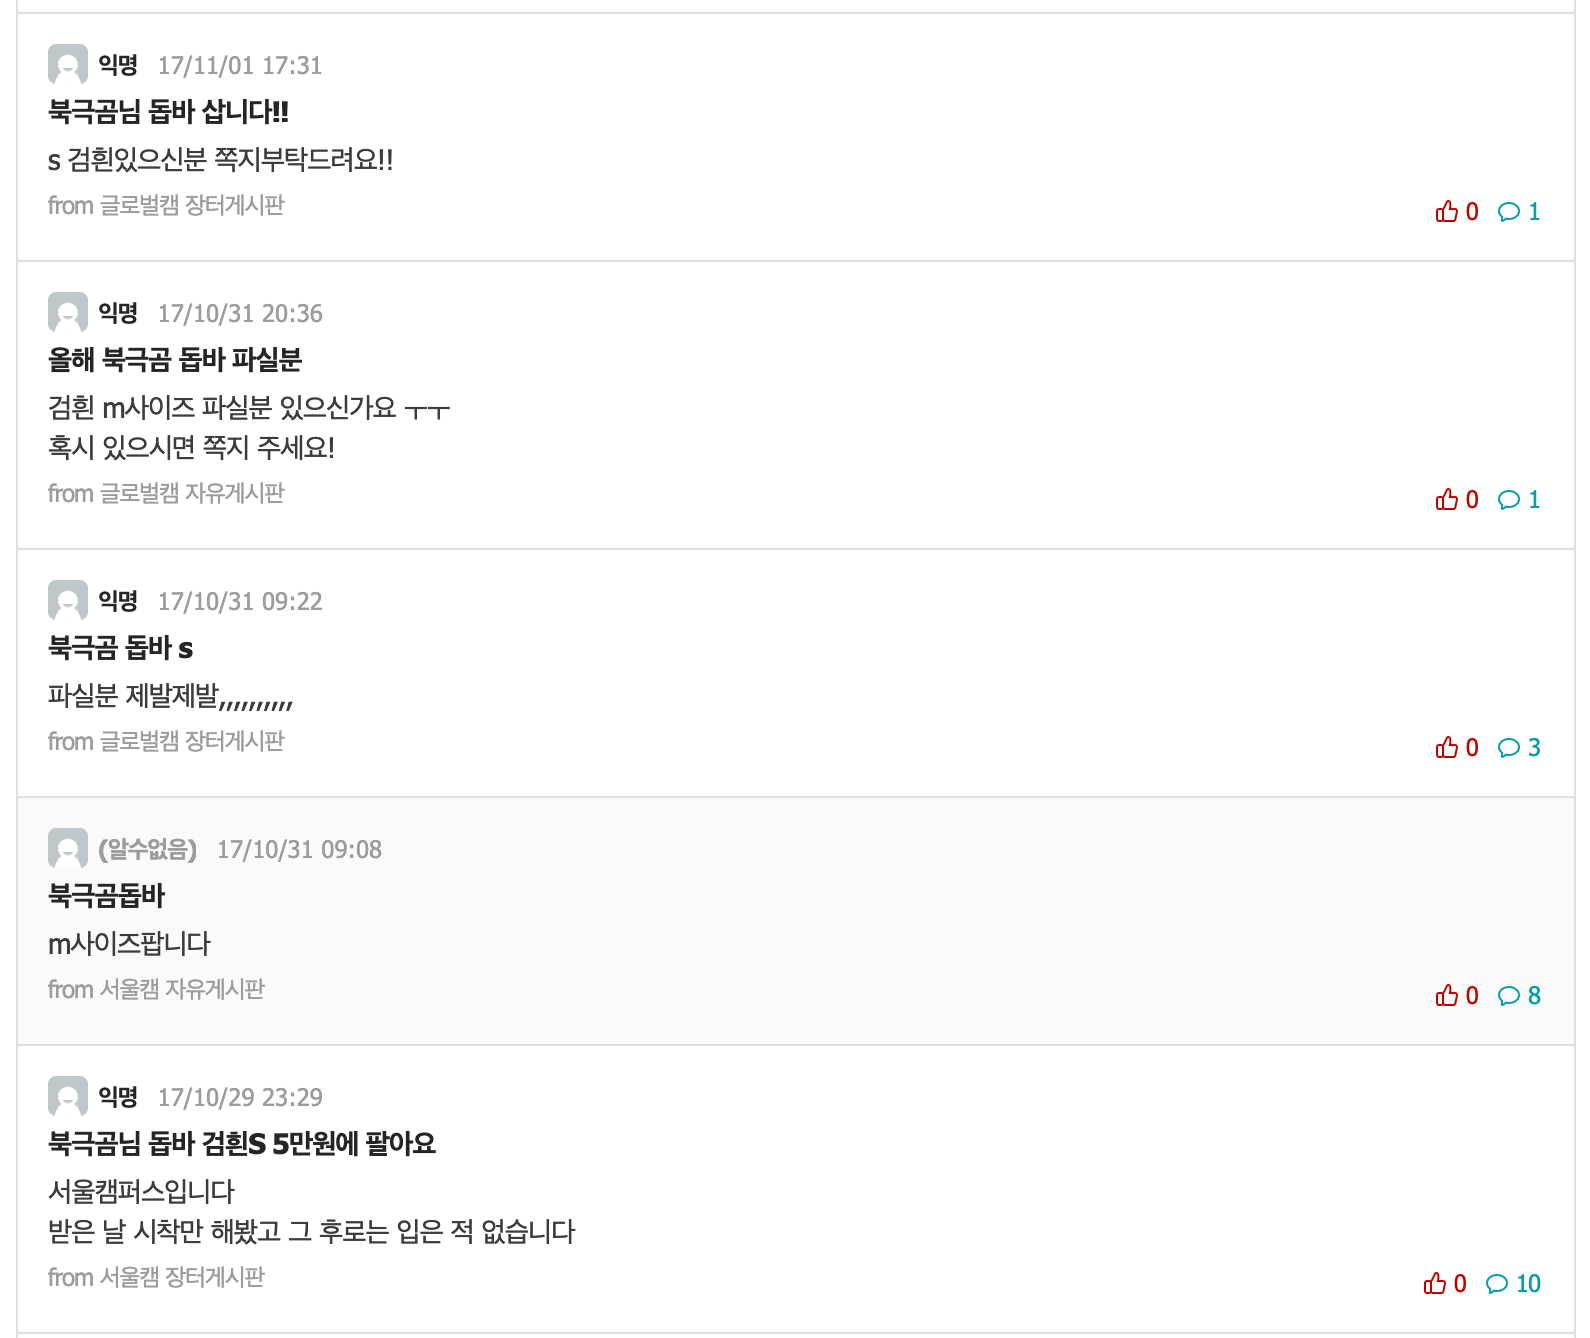 익명 17/11/01 17:31
북극곰님 돕바 삽니다!!
s 검흰있으신분 쪽지부탁드려요!!
from 글로벌캠 장터게시판
0 1
익명 17/10/31 20:36
올해 북극곰 돕바 파실분
검흰 m사이즈 파실분 있으신가요 ㅜㅜ
혹시 있으시면 쪽지 주세요!
from 글로벌캠 자유게시판
0 1
익명 17/10/31 09:22
북극곰 돕바 s
파실분 제발제발,,,,,,,,,,
from 글로벌캠 장터게시판
0 3
(알수없음) 17/10/31 09:08
북극곰돕바
m사이즈팝니다
from 서울캠 자유게시판
0 8
익명 17/10/29 23:29
북극곰님 돕바 검흰S 5만원에 팔아요
서울캠퍼스입니다
받은 날 시착만 해봤고 그 후로는 입은 적 없습니다
from 서울캠 장터게시판
0 10